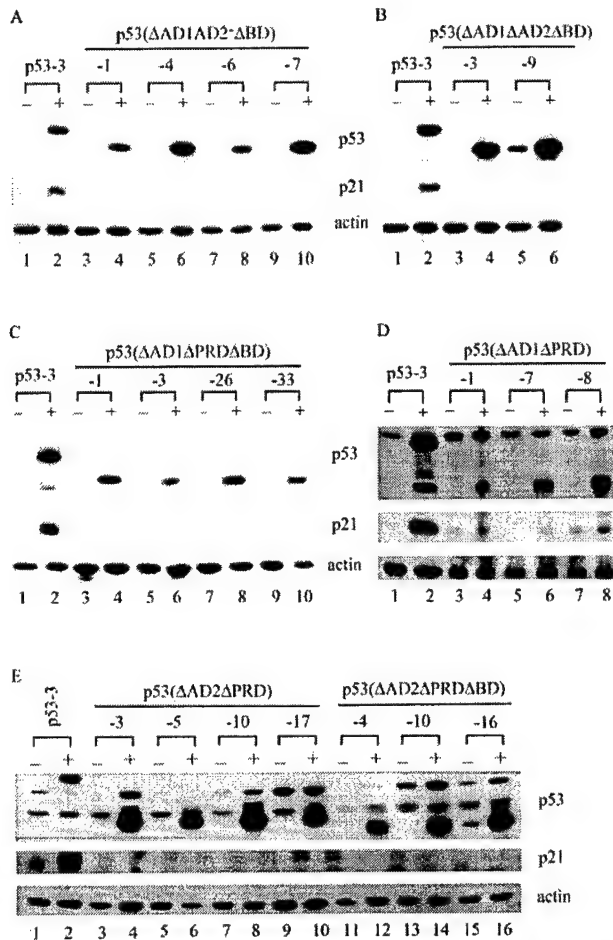 A
p53(ΔAD1AD2⁻ΔBD)
p53-3 -1 -4 -6 -7
– + – + – + – + – +
p53
p21
actin
1 2 3 4 5 6 7 8 9 10
B
p53(ΔAD1ΔAD2ΔBD)
p53-3 -3 -9
– + – + – +
1 2 3 4 5 6
C
p53(ΔAD1ΔPRDΔBD)
p53-3 -1 -3 -26 -33
– + – + – + – + – +
p53
p21
actin
1 2 3 4 5 6 7 8 9 10
D
p53(ΔAD1ΔPRD)
p53-3 -1 -7 -8
– + – + – + – +
1 2 3 4 5 6 7 8
E
p53-3
p53(ΔAD2ΔPRD) p53(ΔAD2ΔPRDΔBD)
-3 -5 -10 -17 -4 -10 -16
– + – + – + – + – + – + – + – +
p53
p21
actin
1 2 3 4 5 6 7 8 9 10 11 12 13 14 15 16